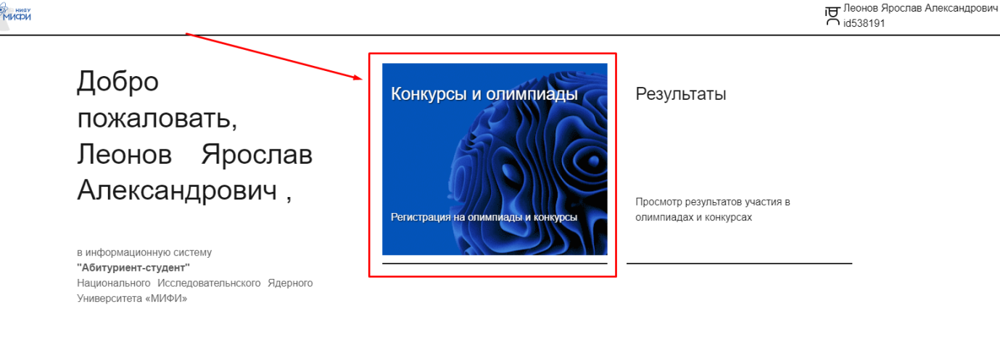 НИЯУ
МИФИ
Леонов Ярослав Александрович
id538191
Добро
пожаловать,
Леонов Ярослав
Александрович ,
в информационную систему
"Абитуриент-студент"
Национального Исследовательнского Ядерного
Университета «МИФИ»
Конкурсы и олимпиады
Регистрация на олимпиады и конкурсы
Результаты
Просмотр результатов участия в
олимпиадах и конкурсах